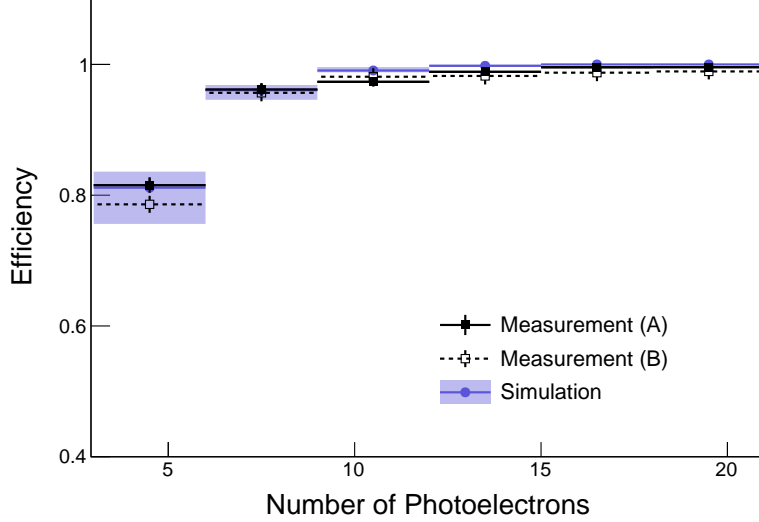 1
0.8
0.6
0.4
Efficiency
Measurement (A)
Measurement (B)
Simulation
5 10 15 20
Number of Photoelectrons